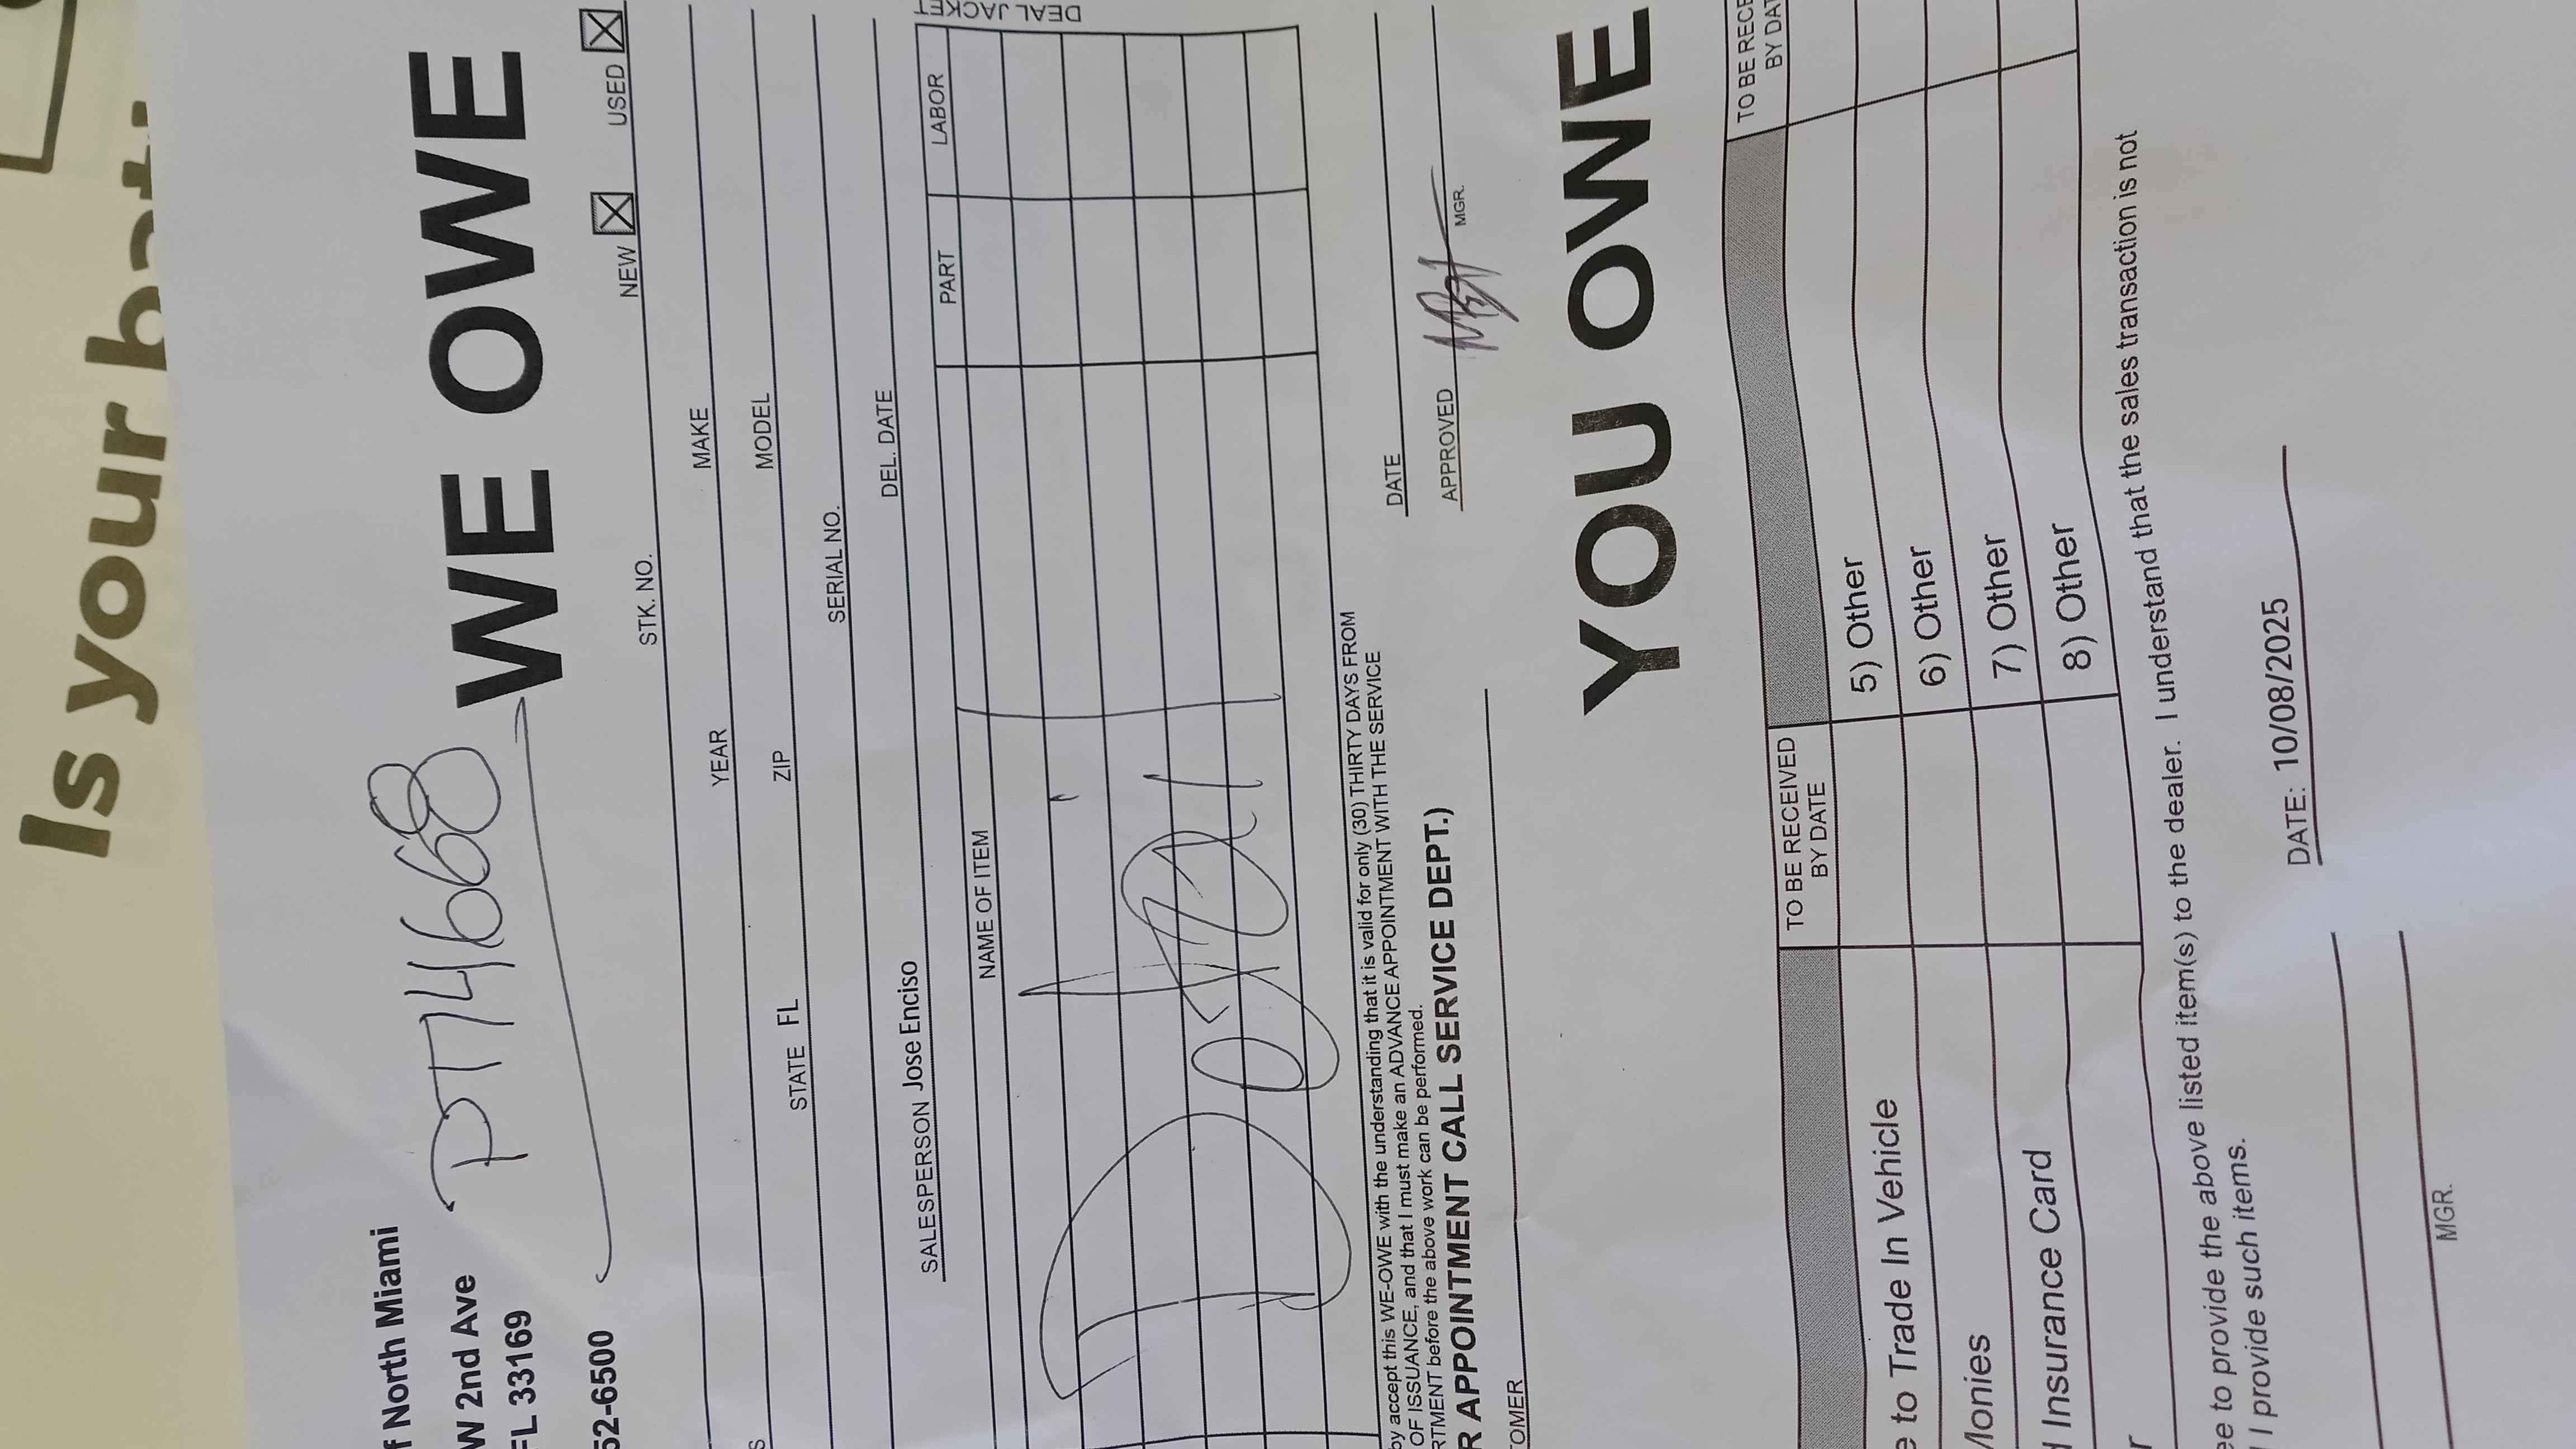 Is your
f North Miami
W 2nd Ave
FL 33169
52-6500
PT74668
WE OWE
STK. NO. NEW ☒ USED ☒
YEAR MAKE
STATE FL ZIP MODEL
SERIAL NO.
SALESPERSON Jose Enciso DEL. DATE
NAME OF ITEM PART LABOR
DEAL JACKET
by accept this WE-OWE with the understanding that it is valid for only (30) THIRTY DAYS FROM
OF ISSUANCE, and that I must make an ADVANCE APPOINTMENT WITH THE SERVICE
RTMENT before the above work can be performed.
R APPOINTMENT CALL SERVICE DEPT.)
DATE
OMER APPROVED MGR.
YOU OWE
TO BE RECEIVED TO BE RECE
BY DATE BY DAT
e to Trade In Vehicle 5) Other
Monies 6) Other
d Insurance Card 7) Other
r 8) Other
ee to provide the above listed item(s) to the dealer. I understand that the sales transaction is not
I provide such items.
DATE: 10/08/2025
MGR.